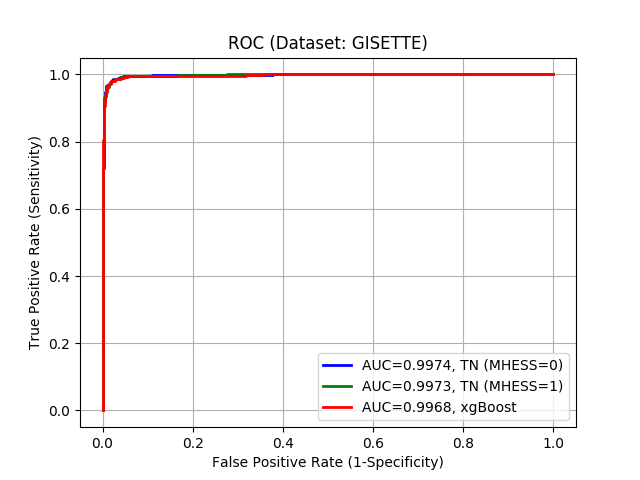 ROC (Dataset: GISETTE)
True Positive Rate (Sensitivity)
1.0
0.8
0.6
0.4
0.2
0.0
AUC=0.9974, TN (MHESS=0)
AUC=0.9973, TN (MHESS=1)
AUC=0.9968, xgBoost
0.0 0.2 0.4 0.6 0.8 1.0
False Positive Rate (1-Specificity)